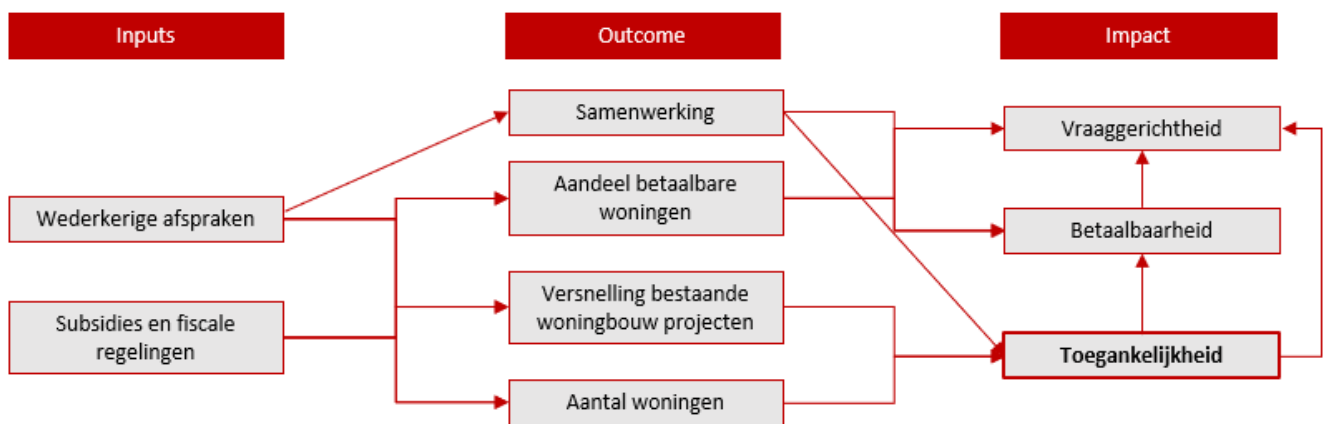 Inputs
Outcome
Impact
Samenwerking
Vraaggerichtheid
Aandeel betaalbare
woningen
Wederkerige afspraken
Betaalbaarheid
Versnelling bestaande
woningbouw projecten
Subsidies en fiscale
regelingen
Toegankelijkheid
Aantal woningen